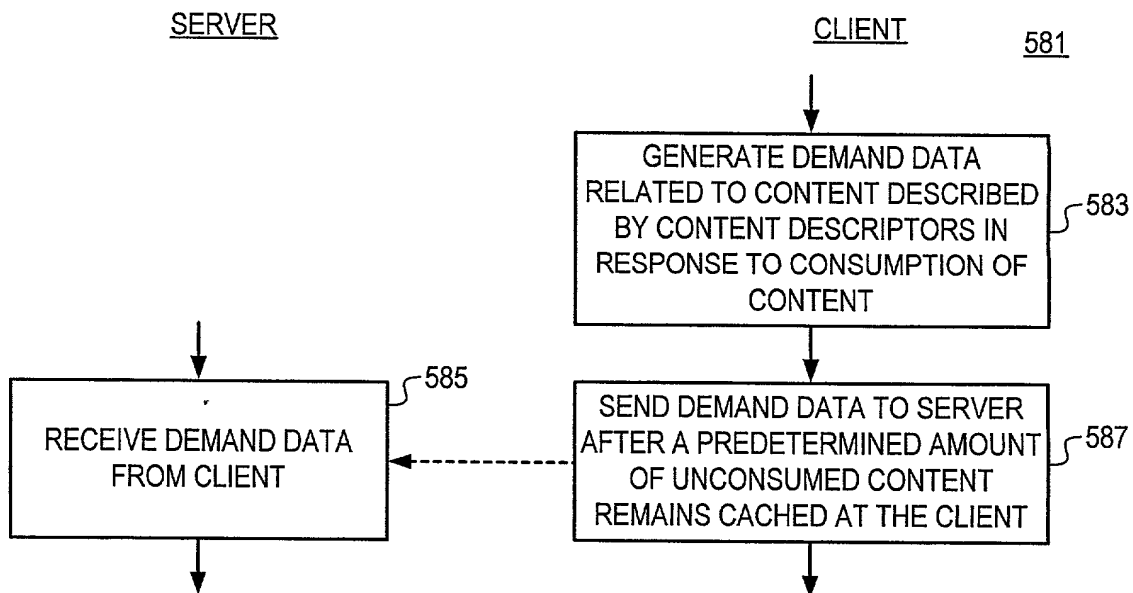 SERVER
CLIENT
581
GENERATE DEMAND DATA
RELATED TO CONTENT DESCRIBED
BY CONTENT DESCRIPTORS IN
RESPONSE TO CONSUMPTION OF
CONTENT
583
585
RECEIVE DEMAND DATA
FROM CLIENT
SEND DEMAND DATA TO SERVER
AFTER A PREDETERMINED AMOUNT
OF UNCONSUMED CONTENT
REMAINS CACHED AT THE CLIENT
587